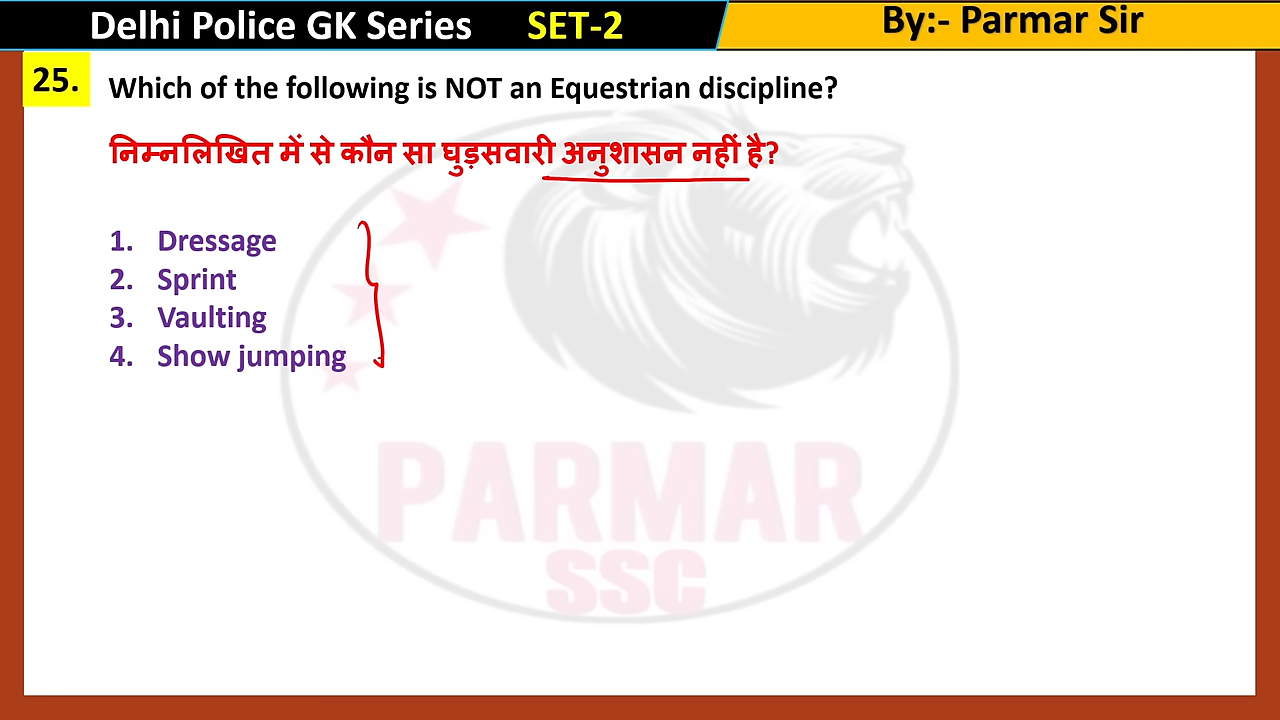 Delhi Police GK Series SET-2 By:- Parmar Sir
25. Which of the following is NOT an Equestrian discipline?
निम्नलिखित में से कौन सा घुड़सवारी अनुशासन नहीं है?
1. Dressage
2. Sprint
3. Vaulting
4. Show jumping
PARMAR
SSC